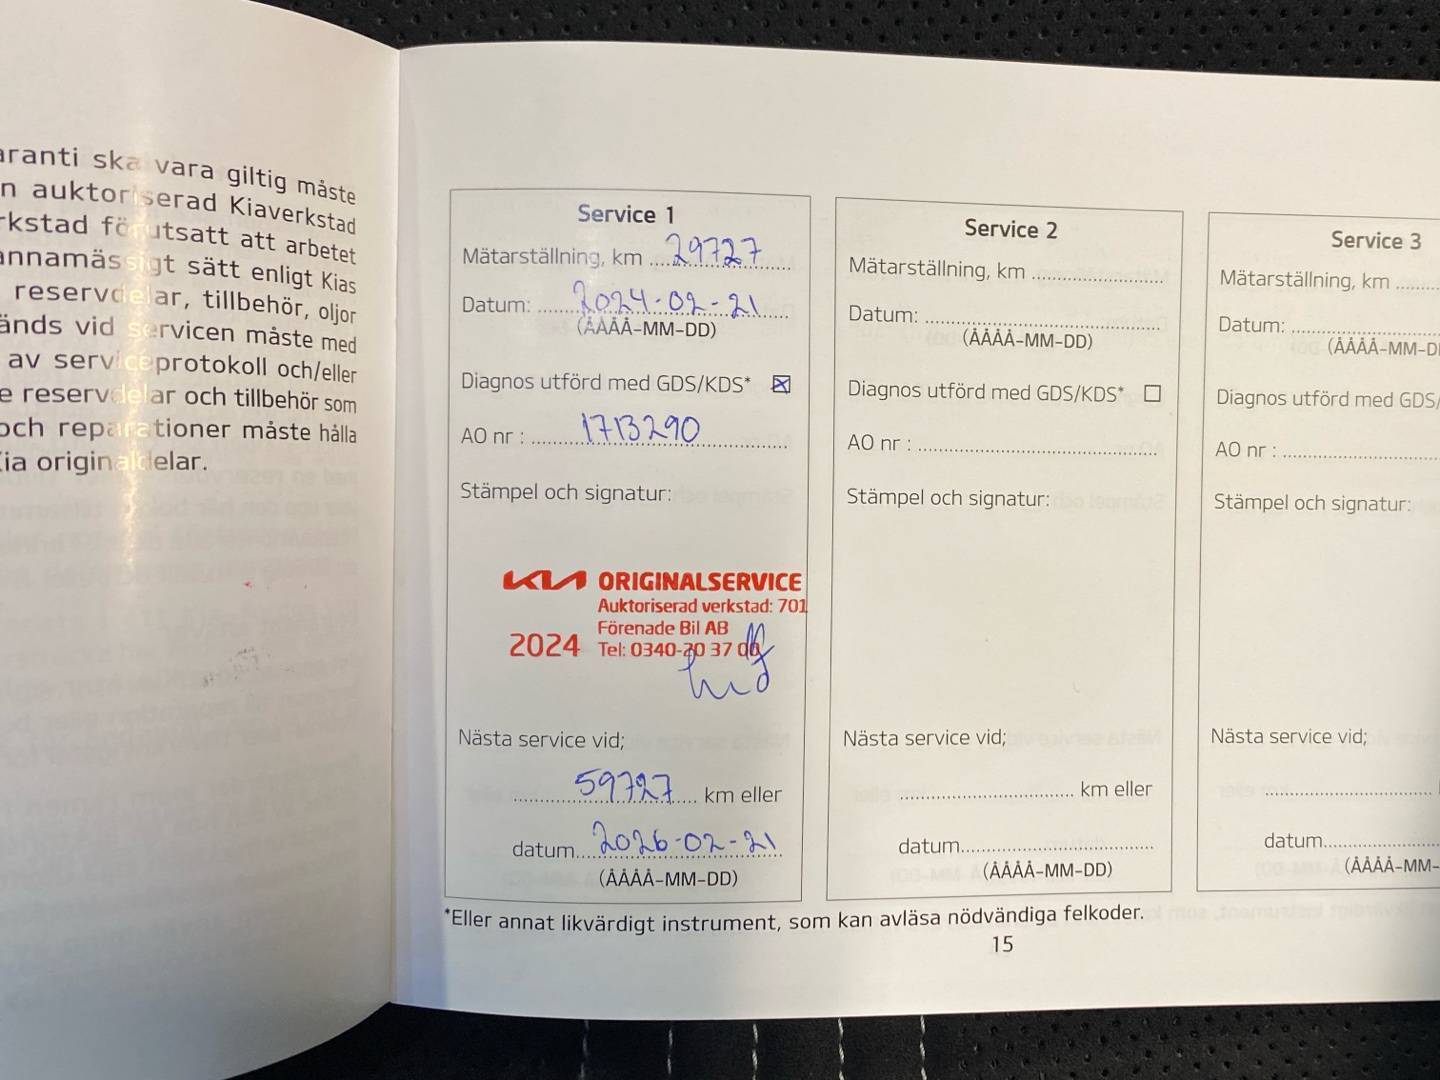 aranti ska vara giltig måste
n auktoriserad Kiaverkstad
rkstad förutsatt att arbetet
annamässigt sätt enligt Kias
reservdelar, tillbehör, oljor
änds vid servicen måste med
av serviceprotokoll och/eller
e reservdelar och tillbehör som
och reparationer måste hålla
Kia originaldelar.
Service 1
Mätarställning, km 29727
Datum: 2024-02-21
(ÅÅÅÅ-MM-DD)
Diagnos utförd med GDS/KDS* ☒
AO nr : 1713290
Stämpel och signatur:
KIA ORIGINALSERVICE
Auktoriserad verkstad: 701
Förenade Bil AB
2024 Tel: 0340-20 37 00
Nästa service vid;
59727 km eller
datum 2026-02-21
(ÅÅÅÅ-MM-DD)
Service 2
Mätarställning, km
Datum:
(ÅÅÅÅ-MM-DD)
Diagnos utförd med GDS/KDS* ☐
AO nr :
Stämpel och signatur:
Nästa service vid;
km eller
datum
(ÅÅÅÅ-MM-DD)
Service 3
Mätarställning, km
Datum:
(ÅÅÅÅ-MM-DD
Diagnos utförd med GDS/
AO nr :
Stämpel och signatur:
Nästa service vid;
datum
(ÅÅÅÅ-MM-
*Eller annat likvärdigt instrument, som kan avläsa nödvändiga felkoder.
15